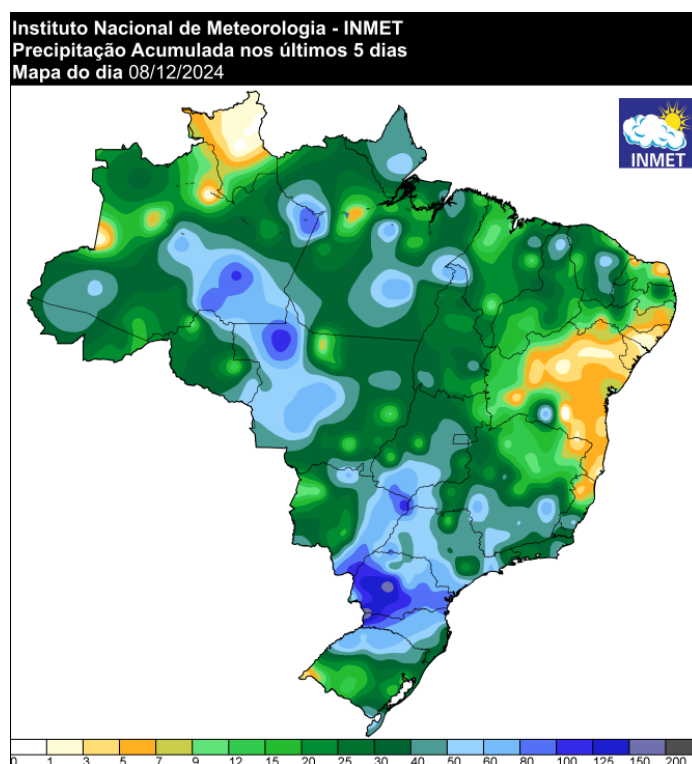 Instituto Nacional de Meteorologia - INMET
Precipitação Acumulada nos últimos 5 dias
Mapa do dia 08/12/2024
INMET
0 1 3 5 7 9 12 15 20 25 30 40 50 60 80 100 125 150 200